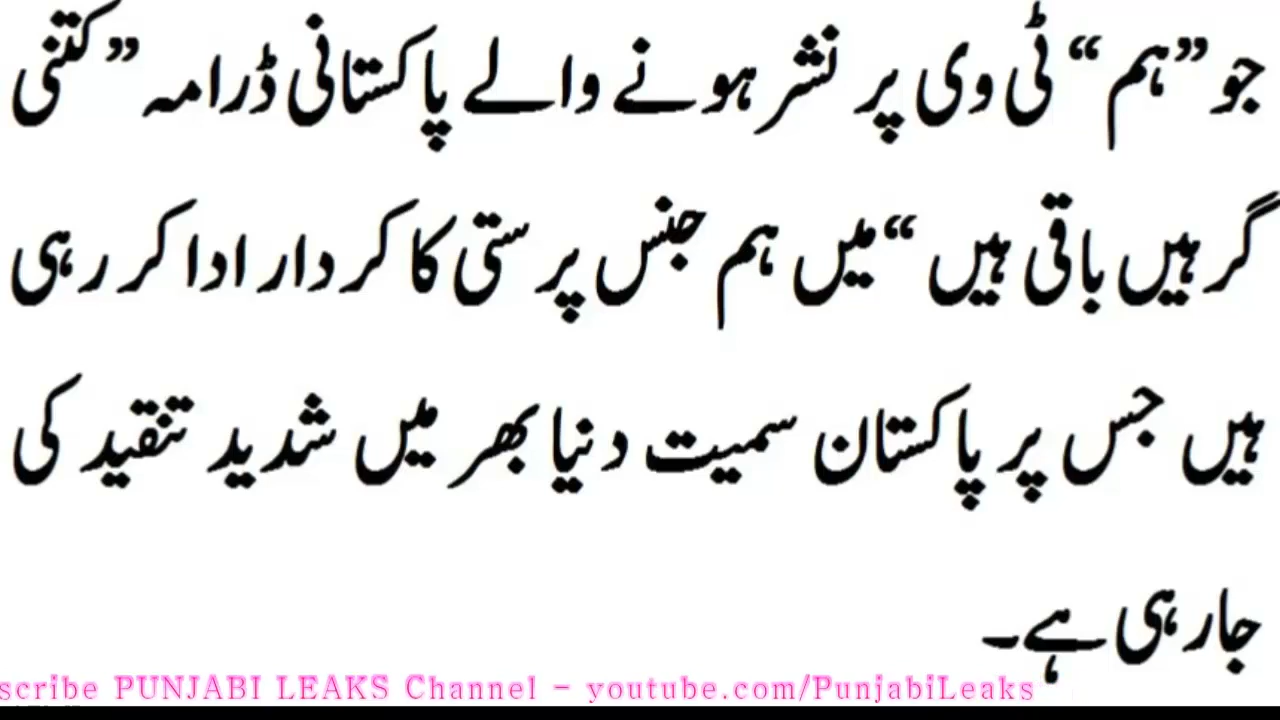 جو ”ہم“ ٹی وی پر نشر ہونے والے پاکستانی ڈرامہ ”کتنی
گرہیں باقی ہیں“ میں ہم جنس پرستی کا کردار ادا کر رہی
ہیں جس پر پاکستان سمیت دنیا بھر میں شدید تنقید کی
جارہی ہے۔
scribe PUNJABI LEAKS Channel - youtube.com/PunjabiLeaks